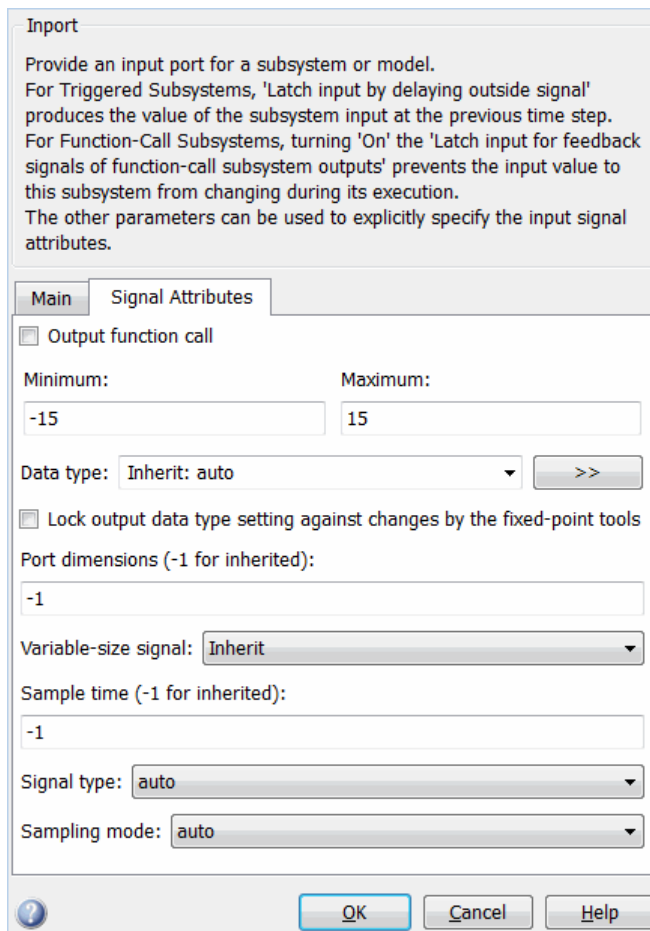 Inport
Provide an input port for a subsystem or model.
For Triggered Subsystems, 'Latch input by delaying outside signal'
produces the value of the subsystem input at the previous time step.
For Function-Call Subsystems, turning 'On' the 'Latch input for feedback
signals of function-call subsystem outputs' prevents the input value to
this subsystem from changing during its execution.
The other parameters can be used to explicitly specify the input signal
attributes.
Main Signal Attributes
Output function call
Minimum: Maximum:
-15 15
Data type: Inherit: auto >>
Lock output data type setting against changes by the fixed-point tools
Port dimensions (-1 for inherited):
-1
Variable-size signal: Inherit
Sample time (-1 for inherited):
-1
Signal type: auto
Sampling mode: auto
? OK Cancel Help